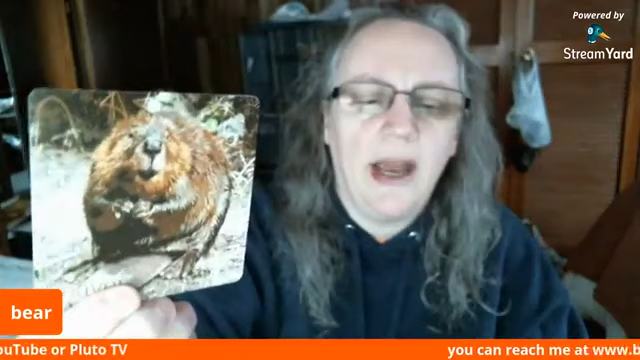 Powered by
StreamYard
bear
ouTube or Pluto TV
you can reach me at www.b